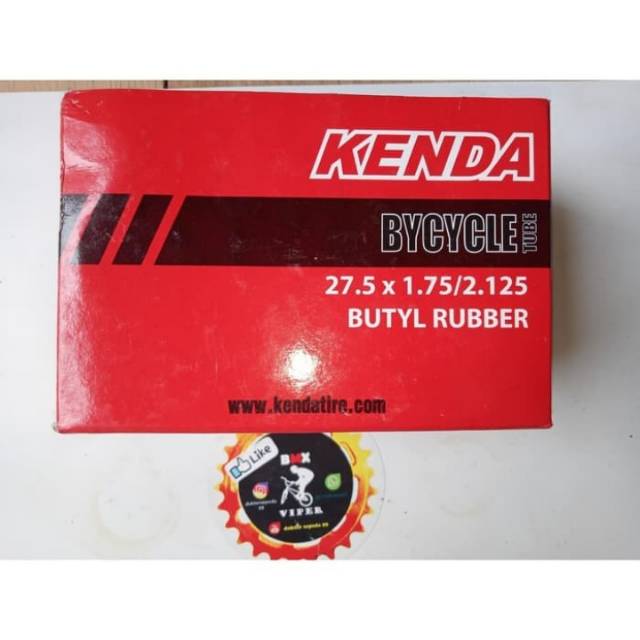 KENDA
BYCYCLE TUBE
27.5 x 1.75/2.125
BUTYL RUBBER
www.kendatire.com
Like
BMX
VIPER